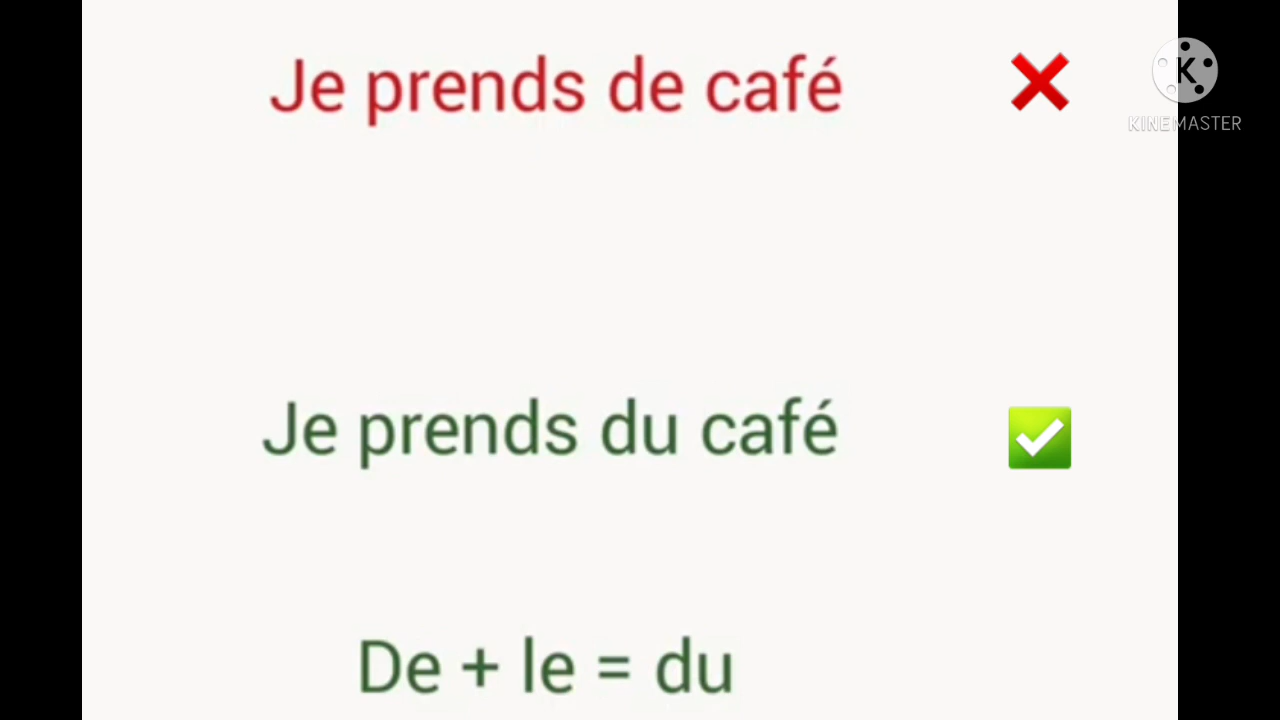 Je prends de café
K
KINEMASTER
Je prends du café
De + le = du